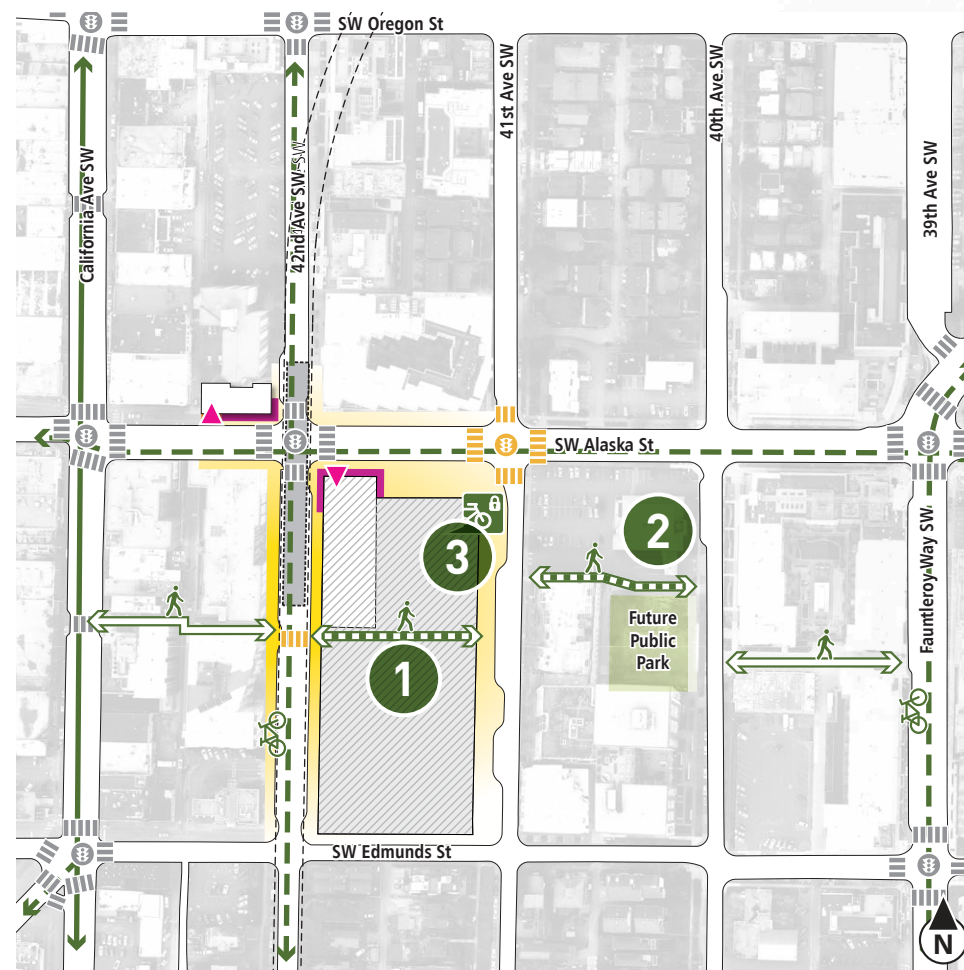 SW Oregon St
California Ave SW
42nd Ave SW
41st Ave SW
40th Ave SW
39th Ave SW
SW Alaska St
3
2
1
Future
Public
Park
Fauntleroy Way SW
SW Edmunds St
N